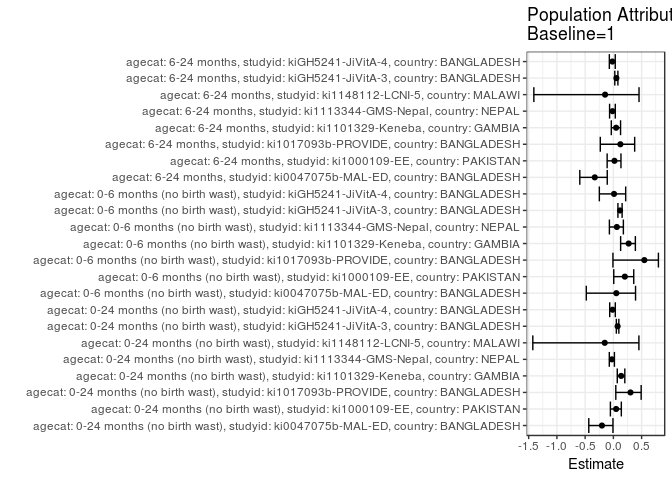 Population Attribut
Baseline=1
agecat: 6-24 months, studyid: kiGH5241-JiVitA-4, country: BANGLADESH
agecat: 6-24 months, studyid: kiGH5241-JiVitA-3, country: BANGLADESH
agecat: 6-24 months, studyid: ki1148112-LCNI-5, country: MALAWI
agecat: 6-24 months, studyid: ki1113344-GMS-Nepal, country: NEPAL
agecat: 6-24 months, studyid: ki1101329-Keneba, country: GAMBIA
agecat: 6-24 months, studyid: ki1017093b-PROVIDE, country: BANGLADESH
agecat: 6-24 months, studyid: ki1000109-EE, country: PAKISTAN
agecat: 6-24 months, studyid: ki0047075b-MAL-ED, country: BANGLADESH
agecat: 0-6 months (no birth wast), studyid: kiGH5241-JiVitA-4, country: BANGLADESH
agecat: 0-6 months (no birth wast), studyid: kiGH5241-JiVitA-3, country: BANGLADESH
agecat: 0-6 months (no birth wast), studyid: ki1113344-GMS-Nepal, country: NEPAL
agecat: 0-6 months (no birth wast), studyid: ki1101329-Keneba, country: GAMBIA
agecat: 0-6 months (no birth wast), studyid: ki1017093b-PROVIDE, country: BANGLADESH
agecat: 0-6 months (no birth wast), studyid: ki1000109-EE, country: PAKISTAN
agecat: 0-6 months (no birth wast), studyid: ki0047075b-MAL-ED, country: BANGLADESH
agecat: 0-24 months (no birth wast), studyid: kiGH5241-JiVitA-4, country: BANGLADESH
agecat: 0-24 months (no birth wast), studyid: kiGH5241-JiVitA-3, country: BANGLADESH
agecat: 0-24 months (no birth wast), studyid: ki1148112-LCNI-5, country: MALAWI
agecat: 0-24 months (no birth wast), studyid: ki1113344-GMS-Nepal, country: NEPAL
agecat: 0-24 months (no birth wast), studyid: ki1101329-Keneba, country: GAMBIA
agecat: 0-24 months (no birth wast), studyid: ki1017093b-PROVIDE, country: BANGLADESH
agecat: 0-24 months (no birth wast), studyid: ki1000109-EE, country: PAKISTAN
agecat: 0-24 months (no birth wast), studyid: ki0047075b-MAL-ED, country: BANGLADESH
-1.5 -1.0 -0.5 0.0 0.5
Estimate